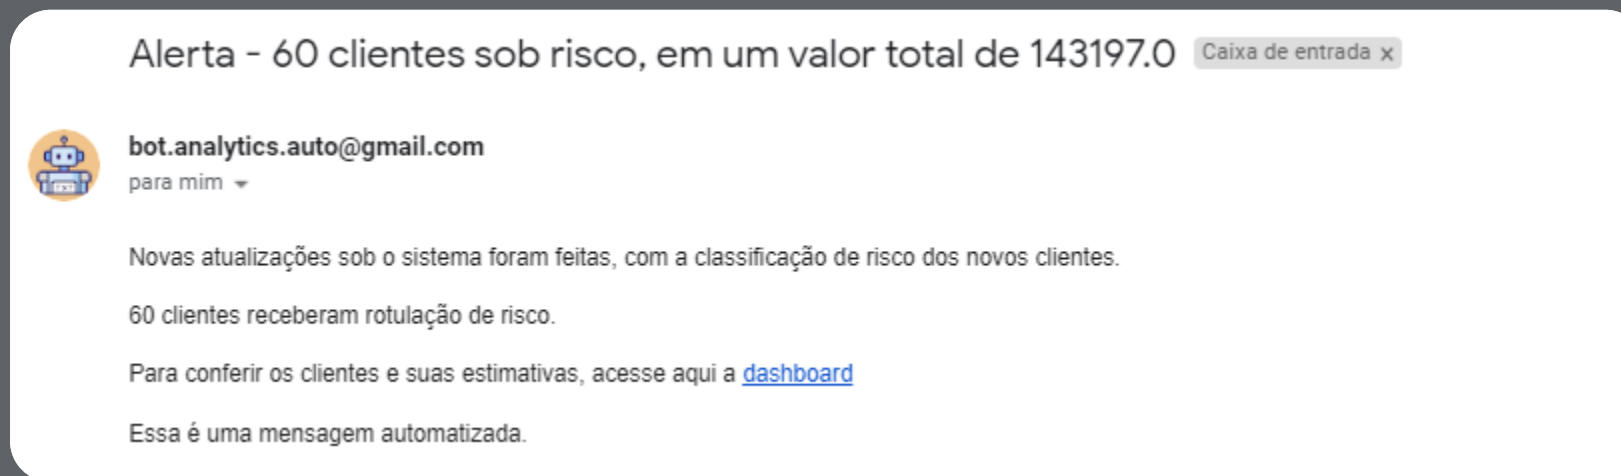 Alerta - 60 clientes sob risco, em um valor total de 143197.0 Caixa de entrada x
bot.analytics.auto@gmail.com
para mim
Novas atualizações sob o sistema foram feitas, com a classificação de risco dos novos clientes.
60 clientes receberam rotulação de risco.
Para conferir os clientes e suas estimativas, acesse aqui a dashboard
Essa é uma mensagem automatizada.